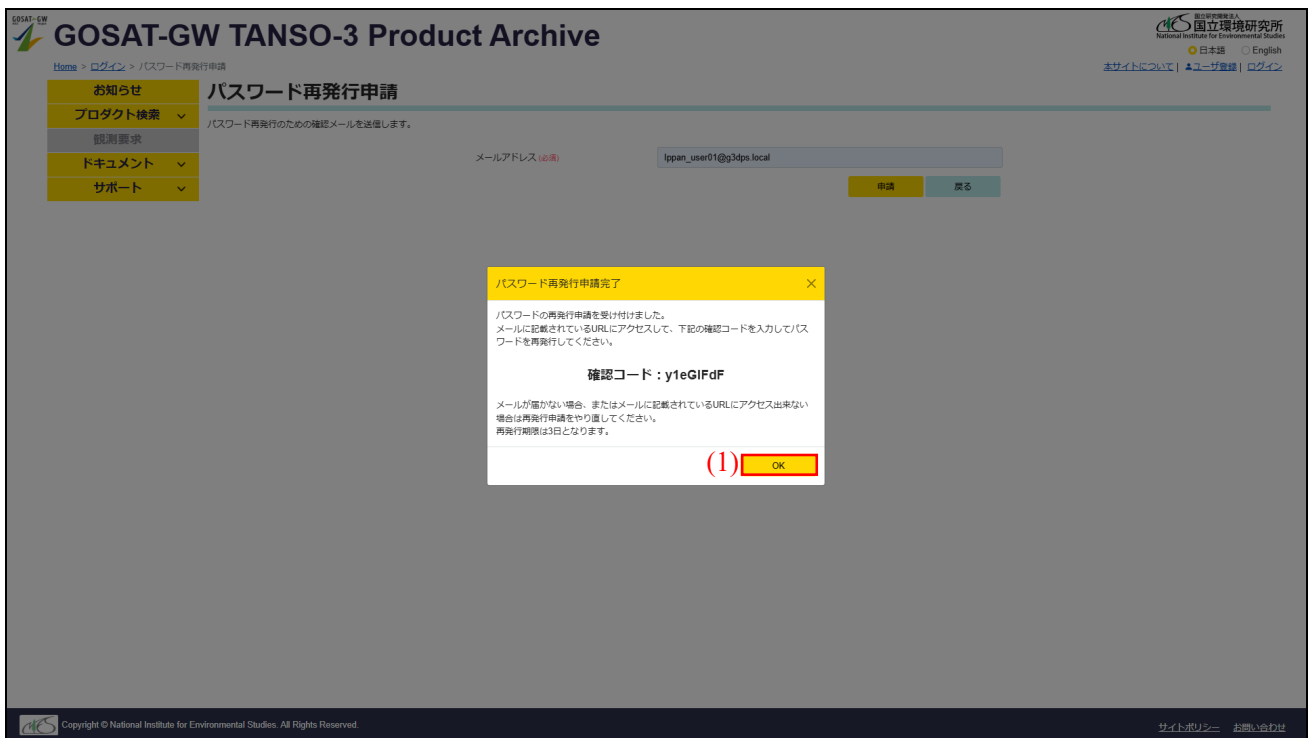 GOSAT-GW
GOSAT-GW TANSO-3 Product Archive
国立研究開発法人
国立環境研究所
National Institute for Environmental Studies
日本語 English
Home > ログイン > パスワード再発行申請
本サイトについて | ユーザ登録 | ログイン
お知らせ
プロダクト検索
観測要求
ドキュメント
サポート
パスワード再発行申請
パスワード再発行のための確認メールを送信します。
メールアドレス (必須) Ippan_user01@g3dps.local
申請 戻る
パスワード再発行申請完了
パスワードの再発行申請を受け付けました。
メールに記載されているURLにアクセスして、下記の確認コードを入力してパス
ワードを再発行してください。
確認コード：y1eGIFdF
メールが届かない場合、またはメールに記載されているURLにアクセス出来ない
場合は再発行申請をやり直してください。
再発行期限は3日となります。
(1) OK
Copyright © National Institute for Environmental Studies. All Rights Reserved.
サイトポリシー お問い合わせ